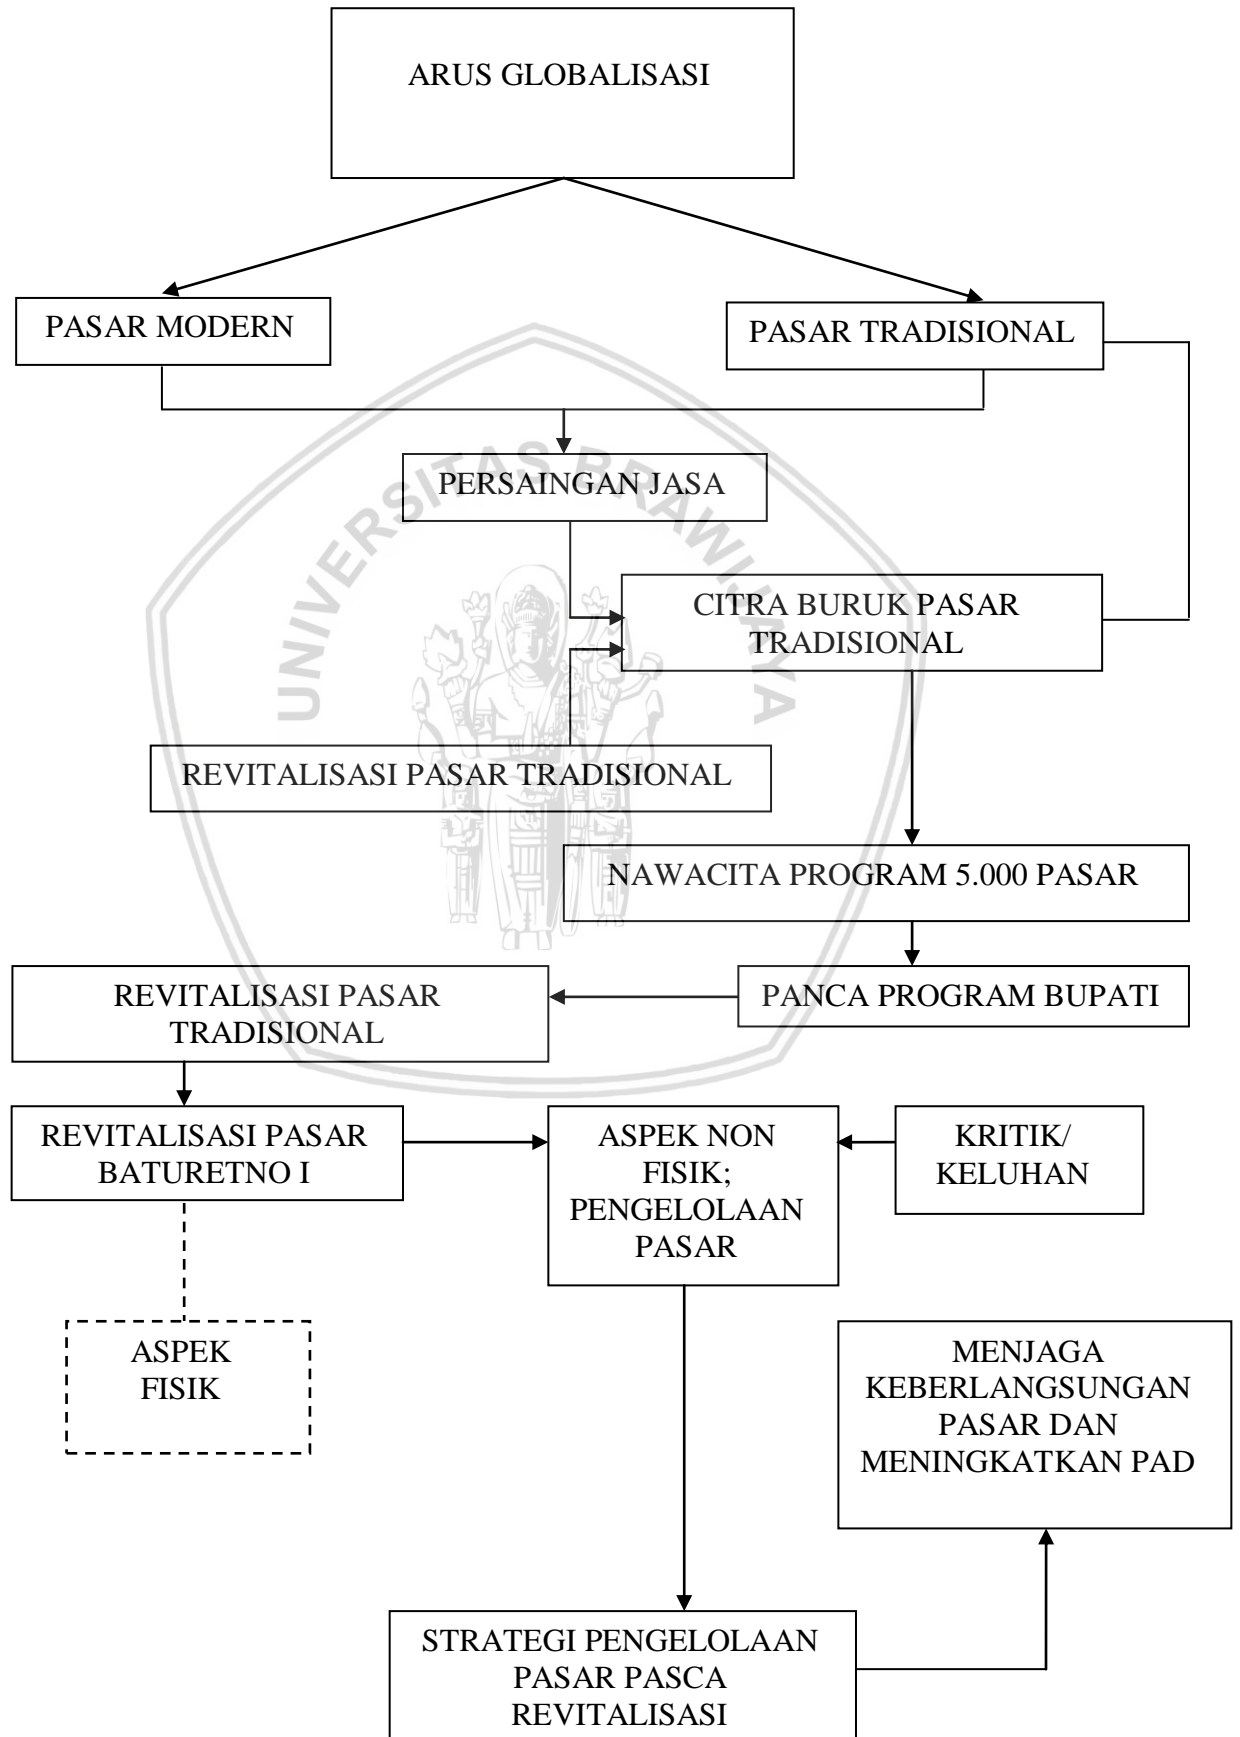 ARUS GLOBALISASI
PASAR MODERN
PASAR TRADISIONAL
PERSAINGAN JASA
UNIVERSITAS BRAWIJAYA
CITRA BURUK PASAR
TRADISIONAL
REVITALISASI PASAR TRADISIONAL
NAWACITA PROGRAM 5.000 PASAR
REVITALISASI PASAR
TRADISIONAL
PANCA PROGRAM BUPATI
REVITALISASI PASAR
BATURETNO I
ASPEK NON
FISIK;
PENGELOLAAN
PASAR
KRITIK/
KELUHAN
ASPEK
FISIK
MENJAGA
KEBERLANGSUNGAN
PASAR DAN
MENINGKATKAN PAD
STRATEGI PENGELOLAAN
PASAR PASCA
REVITALISASI